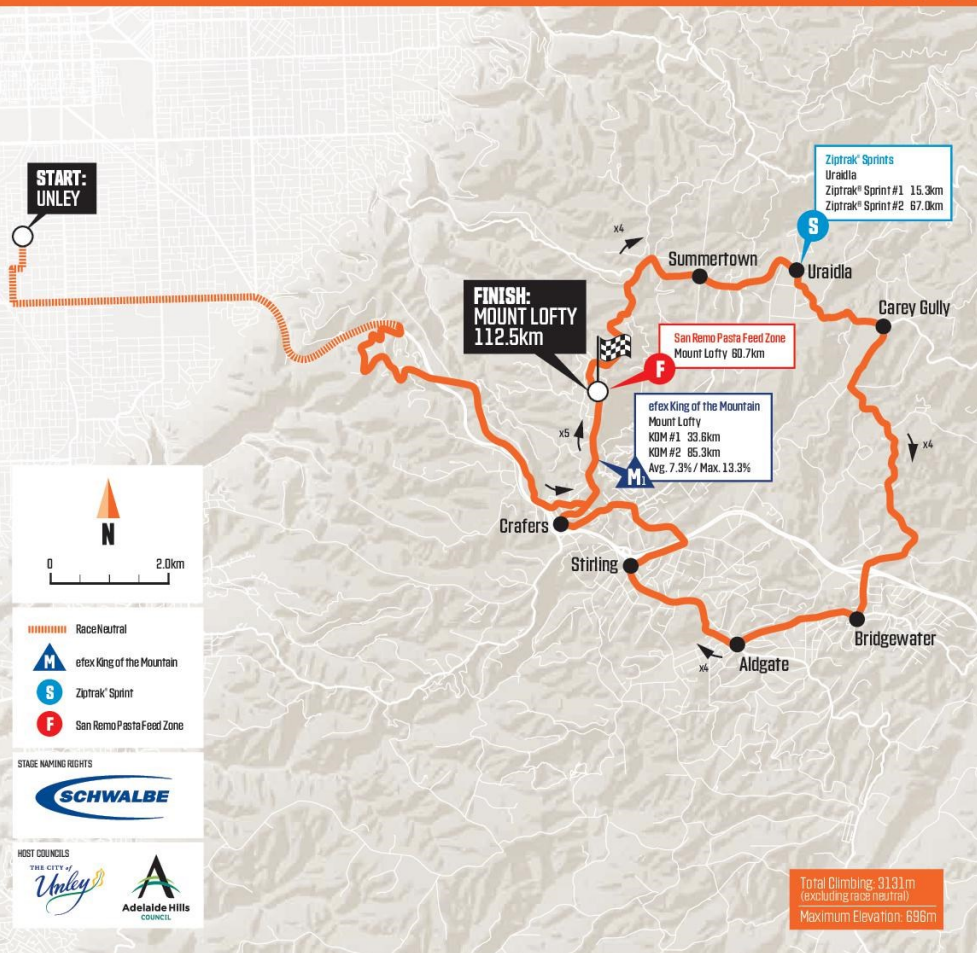 START:
UNLEY
Ziptrak® Sprints
Uraidla
Ziptrak® Sprint #1 15.3km
Ziptrak® Sprint #2 67.0km
S
x4
Summertown
Uraidla
Carey Gully
FINISH:
MOUNT LOFTY
112.5km
San Remo Pasta Feed Zone
Mount Lofty 60.7km
F
efex King of the Mountain
Mount Lofty
KOM #1 33.6km
KOM #2 85.3km
Avg. 7.3% / Max. 13.3%
M1
x5
x4
Crafers
Stirling
Bridgewater
Aldgate
x4
N
0 2.0km
Race Neutral
M efex King of the Mountain
S Ziptrak® Sprint
F San Remo Pasta Feed Zone
STAGE NAMING RIGHTS
SCHWALBE
HOST COUNCILS
THE CITY of
Unley
Adelaide Hills
COUNCIL
Total Climbing: 3131m
(excluding race neutral)
Maximum Elevation: 696m